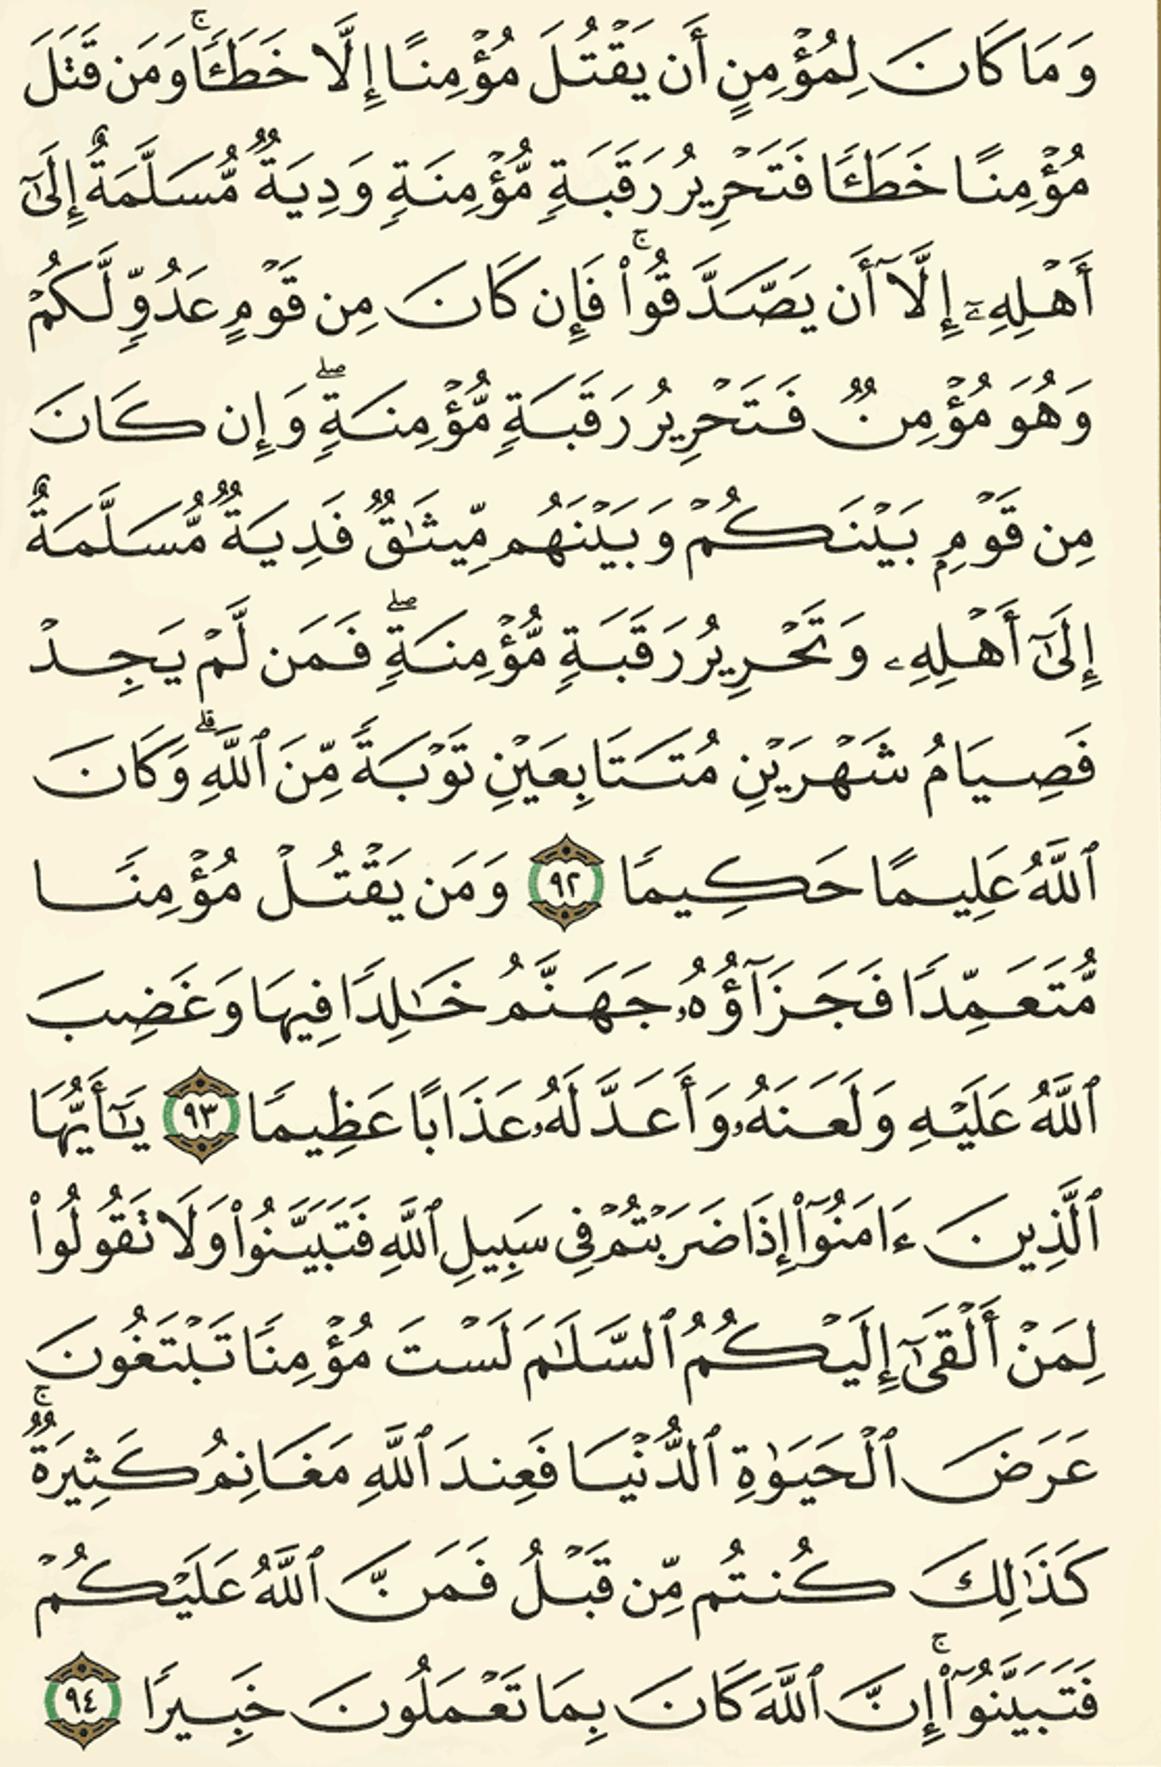 وَمَا كَانَ لِمُؤْمِنٍ أَن يَقْتُلَ مُؤْمِنًا إِلَّا خَطَـًٔا ۚ وَمَن قَتَلَ
مُؤْمِنًا خَطَـًٔا فَتَحْرِيرُ رَقَبَةٍ مُّؤْمِنَةٍ وَدِيَةٌ مُّسَلَّمَةٌ إِلَىٰٓ
أَهْلِهِۦٓ إِلَّآ أَن يَصَّدَّقُوا۟ ۚ فَإِن كَانَ مِن قَوْمٍ عَدُوٍّ لَّكُمْ
وَهُوَ مُؤْمِنٌ فَتَحْرِيرُ رَقَبَةٍ مُّؤْمِنَةٍ ۖ وَإِن كَانَ
مِن قَوْمٍۭ بَيْنَكُمْ وَبَيْنَهُم مِّيثَٰقٌ فَدِيَةٌ مُّسَلَّمَةٌ
إِلَىٰٓ أَهْلِهِۦ وَتَحْرِيرُ رَقَبَةٍ مُّؤْمِنَةٍ ۖ فَمَن لَّمْ يَجِدْ
فَصِيَامُ شَهْرَيْنِ مُتَتَابِعَيْنِ تَوْبَةً مِّنَ ٱللَّهِ ۗ وَكَانَ
ٱللَّهُ عَلِيمًا حَكِيمًا ٩٢ وَمَن يَقْتُلْ مُؤْمِنًا
مُّتَعَمِّدًا فَجَزَآؤُهُۥ جَهَنَّمُ خَٰلِدًا فِيهَا وَغَضِبَ
ٱللَّهُ عَلَيْهِ وَلَعَنَهُۥ وَأَعَدَّ لَهُۥ عَذَابًا عَظِيمًا ٩٣ يَٰٓأَيُّهَا
ٱلَّذِينَ ءَامَنُوٓا۟ إِذَا ضَرَبْتُمْ فِى سَبِيلِ ٱللَّهِ فَتَبَيَّنُوا۟ وَلَا تَقُولُوا۟
لِمَنْ أَلْقَىٰٓ إِلَيْكُمُ ٱلسَّلَٰمَ لَسْتَ مُؤْمِنًا تَبْتَغُونَ
عَرَضَ ٱلْحَيَوٰةِ ٱلدُّنْيَا فَعِندَ ٱللَّهِ مَغَانِمُ كَثِيرَةٌ ۚ
كَذَٰلِكَ كُنتُم مِّن قَبْلُ فَمَنَّ ٱللَّهُ عَلَيْكُمْ
فَتَبَيَّنُوٓا۟ ۚ إِنَّ ٱللَّهَ كَانَ بِمَا تَعْمَلُونَ خَبِيرًا ٩٤